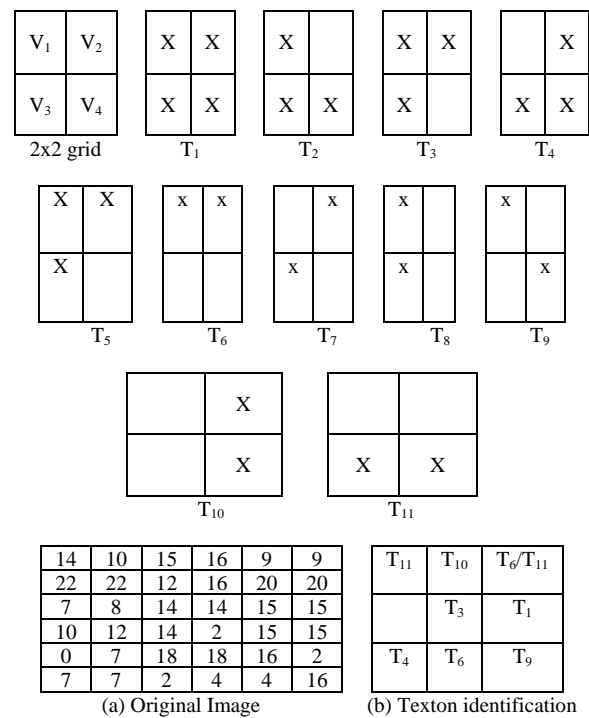 V₁ V₂ X X X X X X
V₃ V₄ X X X X X X X
2x2 grid T₁ T₂ T₃ T₄
X X x x x x x
X x x x
T₅ T₆ T₇ T₈ T₉
X
X X X
T₁₀ T₁₁
14 10 15 16 9 9 T₁₁ T₁₀ T₆/T₁₁
22 22 12 16 20 20
7 8 14 14 15 15 T₃ T₁
10 12 14 2 15 15
0 7 18 18 16 2 T₄ T₆ T₉
7 7 2 4 4 16
(a) Original Image (b) Texton identification